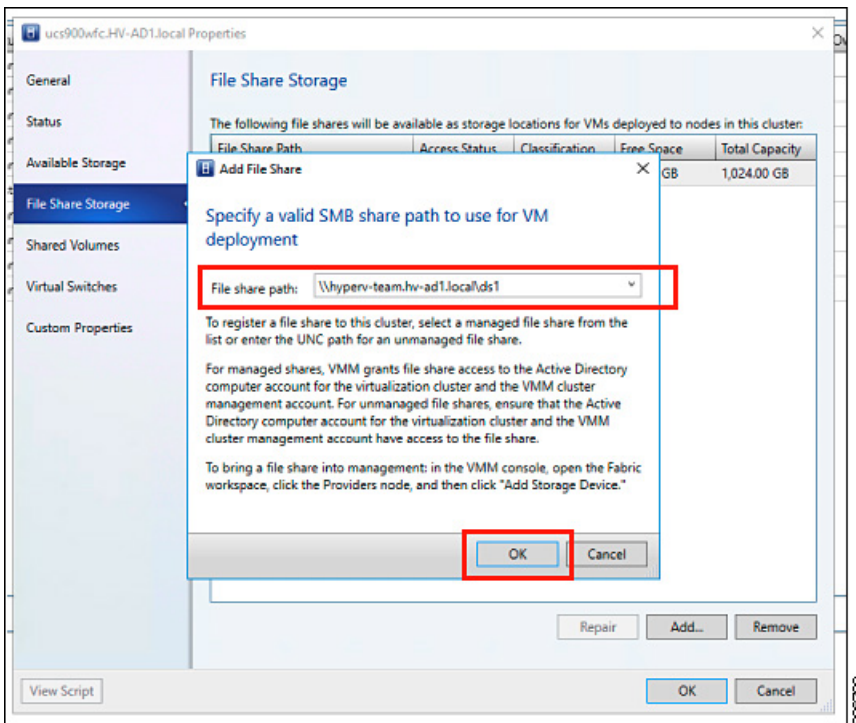 ucs900wfc.HV-AD1.local Properties
General
Status
Available Storage
File Share Storage
Shared Volumes
Virtual Switches
Custom Properties
File Share Storage
The following file shares will be available as storage locations for VMs deployed to nodes in this cluster:
File Share Path Access Status Classification Free Space Total Capacity
GB 1,024.00 GB
Add File Share
Specify a valid SMB share path to use for VM
deployment
File share path: \\hyperv-team.hv-ad1.local\ds1
To register a file share to this cluster, select a managed file share from the
list or enter the UNC path for an unmanaged file share.
For managed shares, VMM grants file share access to the Active Directory
computer account for the virtualization cluster and the VMM cluster
management account. For unmanaged file shares, ensure that the Active
Directory computer account for the virtualization cluster and the VMM
cluster management account have access to the file share.
To bring a file share into management: in the VMM console, open the Fabric
workspace, click the Providers node, and then click "Add Storage Device."
OK Cancel
Repair Add... Remove
View Script OK Cancel